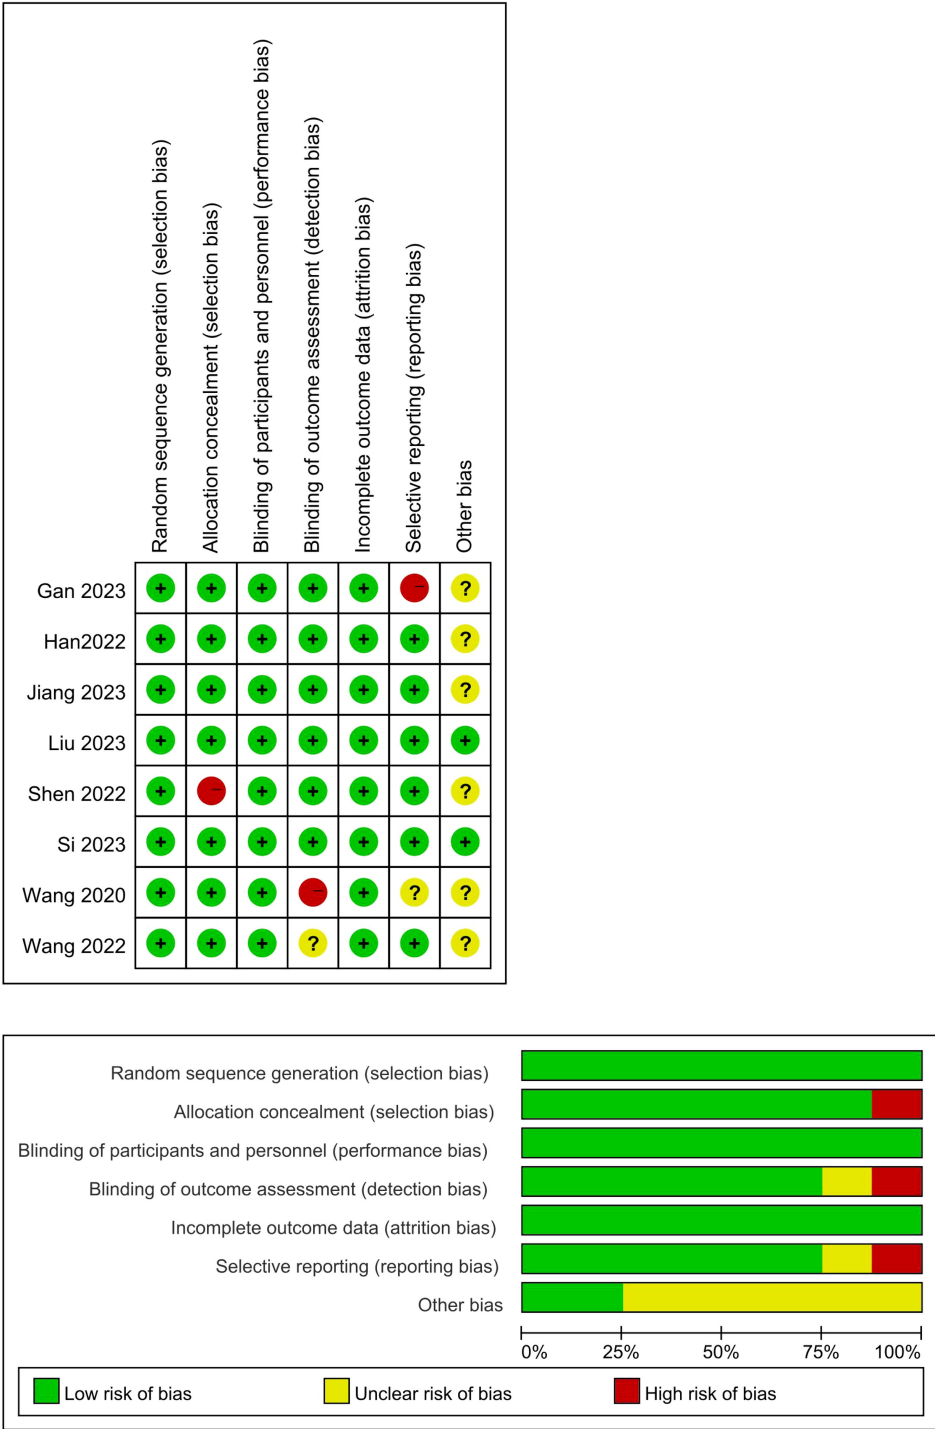 Random sequence generation (selection bias)
Allocation concealment (selection bias)
Blinding of participants and personnel (performance bias)
Blinding of outcome assessment (detection bias)
Incomplete outcome data (attrition bias)
Selective reporting (reporting bias)
Other bias
Gan 2023 + + + + + - ?
Han2022 + + + + + + ?
Jiang 2023 + + + + + + ?
Liu 2023 + + + + + + +
Shen 2022 + - + + + + ?
Si 2023 + + + + + + +
Wang 2020 + + + - + ? ?
Wang 2022 + + + ? + + ?
Random sequence generation (selection bias)
Allocation concealment (selection bias)
Blinding of participants and personnel (performance bias)
Blinding of outcome assessment (detection bias)
Incomplete outcome data (attrition bias)
Selective reporting (reporting bias)
Other bias
0% 25% 50% 75% 100%
Low risk of bias Unclear risk of bias High risk of bias